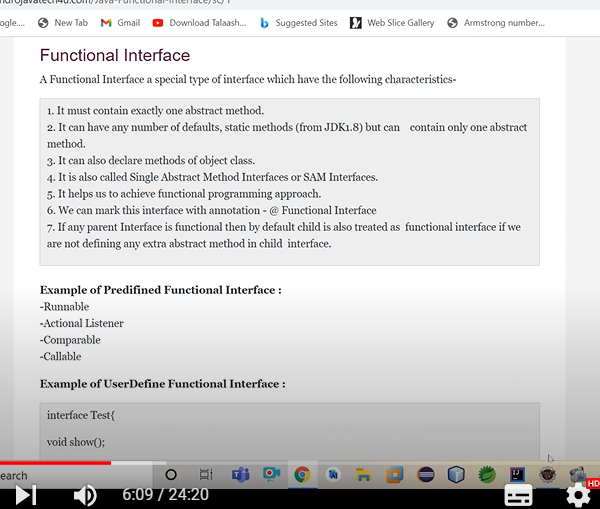 ogle....
New Tab
Gmail
Download Talaash...
Suggested Sites
Web Slice Gallery
Armstrong number...
Functional Interface
A Functional Interface a special type of interface which have the following characteristics-
1. It must contain exactly one abstract method.
2. It can have any number of defaults, static methods (from JDK1.8) but can contain only one abstract
method.
3. It can also declare methods of object class.
4. It is also called Single Abstract Method Interfaces or SAM Interfaces.
5. It helps us to achieve functional programming approach.
6. We can mark this interface with annotation - @ Functional Interface
7. If any parent Interface is functional then by default child is also treated as functional interface if we
are not defining any extra abstract method in child interface.
Example of Predifined Functional Interface :
-Runnable
-Actional Listener
-Comparable
-Callable
Example of UserDefine Functional Interface :
interface Test{
void show();
earch
6:09 / 24:20
HD